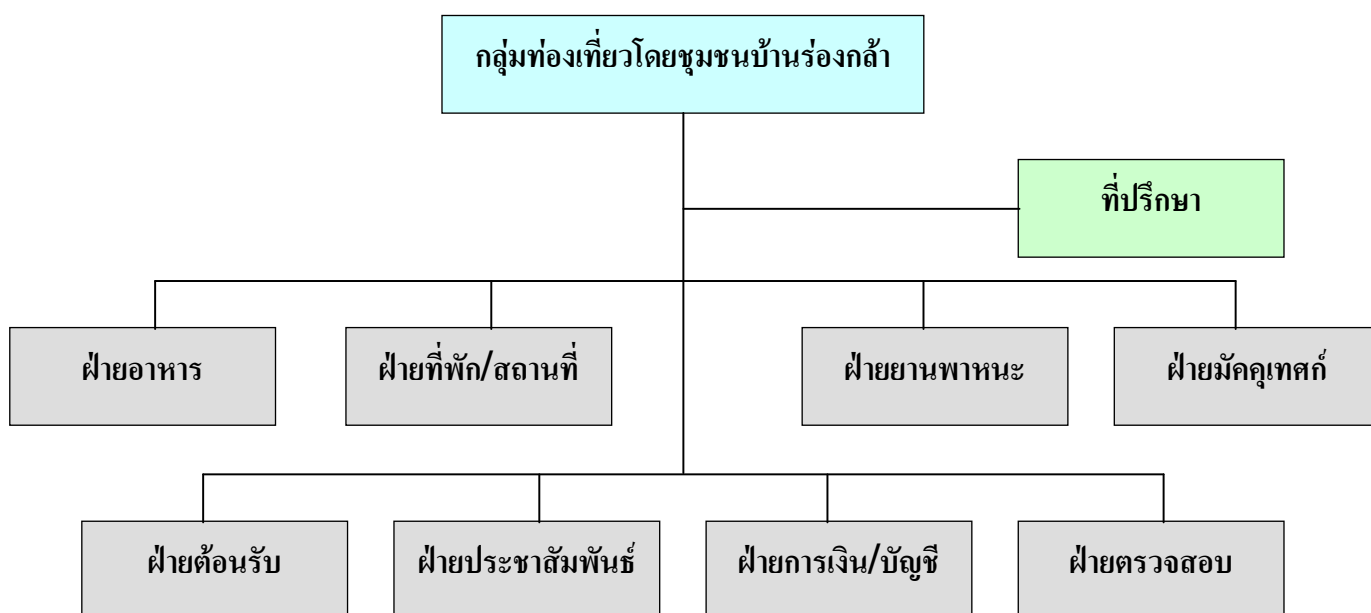 กลุ่มท่องเที่ยวโดยชุมชนบ้านร่องกล้า
ที่ปรึกษา
ฝ่ายอาหาร
ฝ่ายที่พัก/สถานที่
ฝ่ายยานพาหนะ
ฝ่ายมัคคุเทศก์
ฝ่ายต้อนรับ
ฝ่ายประชาสัมพันธ์
ฝ่ายการเงิน/บัญชี
ฝ่ายตรวจสอบ